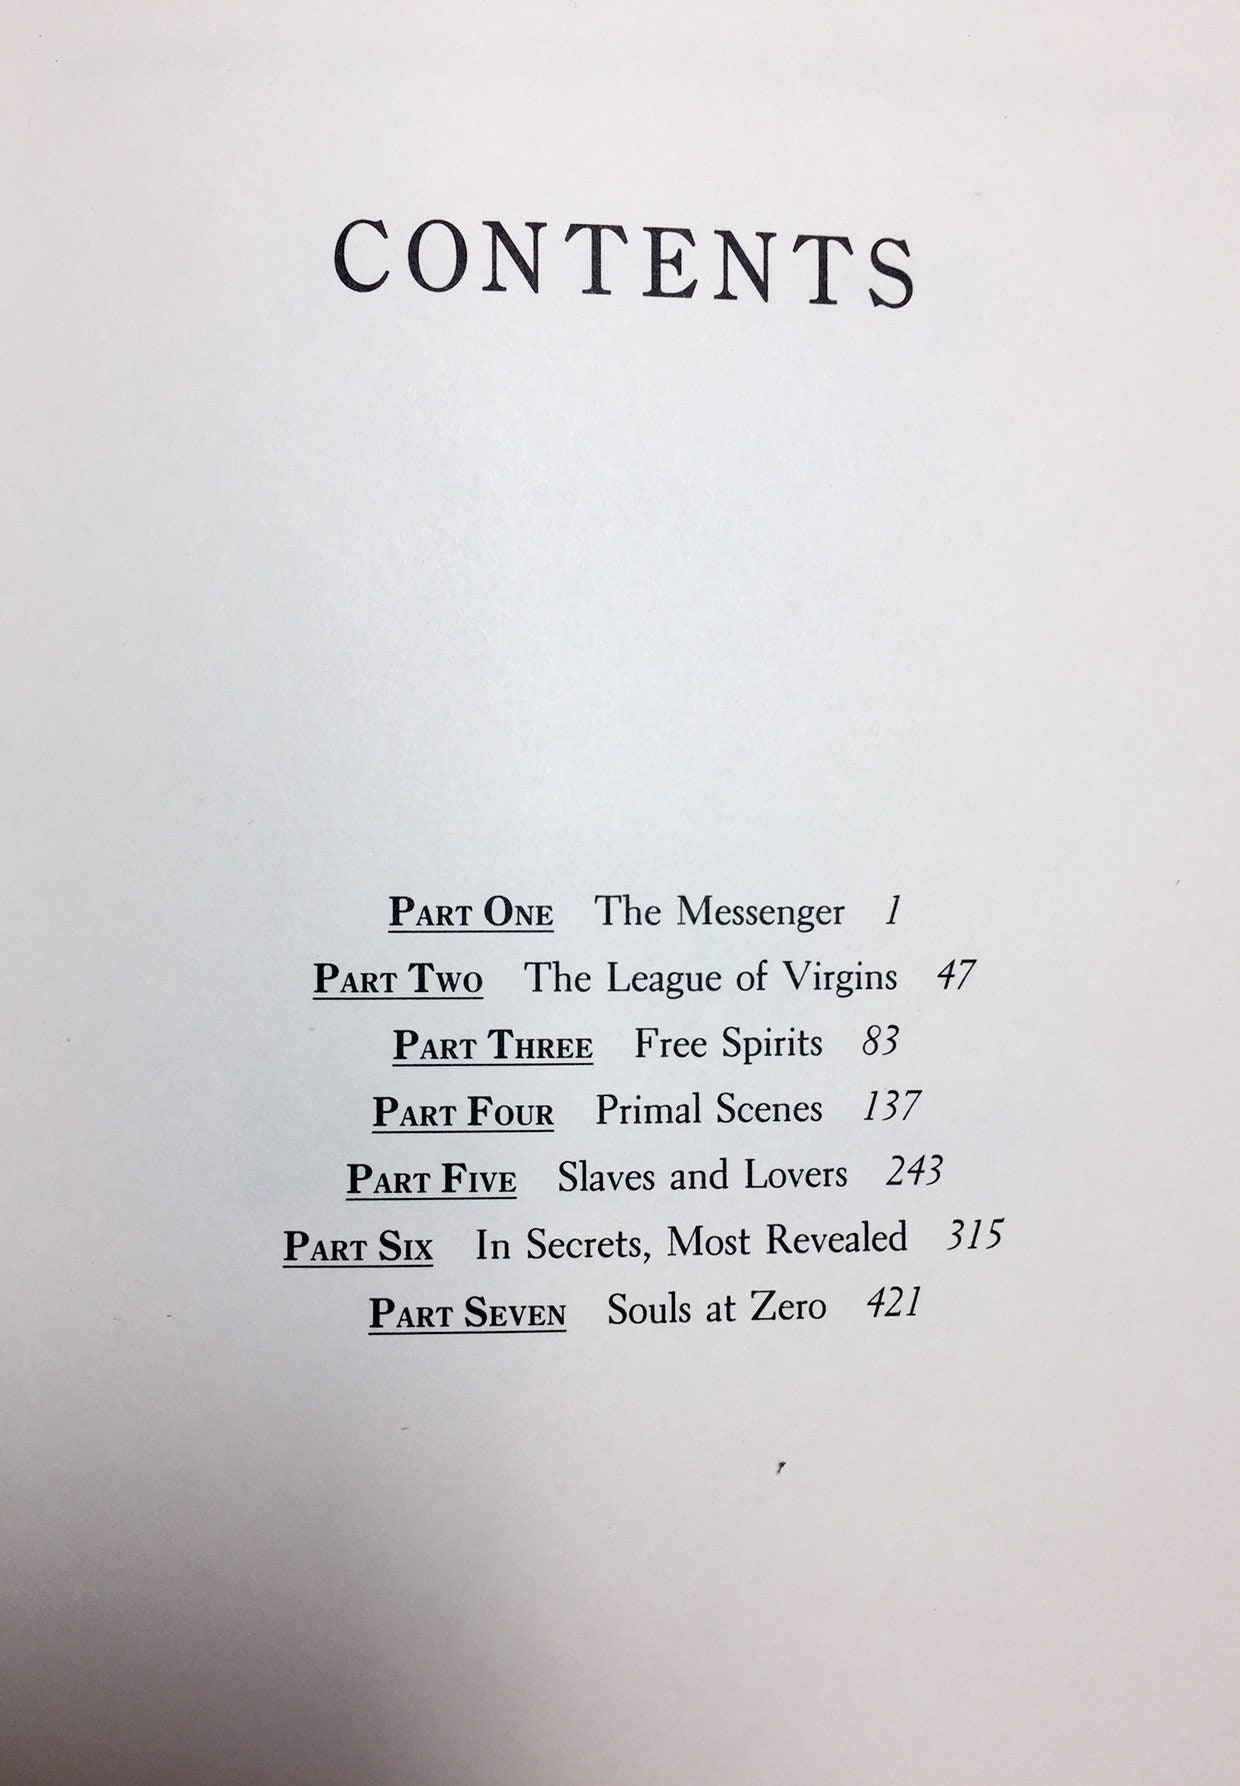 CONTENTS
PART ONE The Messenger 1
PART TWO The League of Virgins 47
PART THREE Free Spirits 83
PART FOUR Primal Scenes 137
PART FIVE Slaves and Lovers 243
PART SIX In Secrets, Most Revealed 315
PART SEVEN Souls at Zero 421